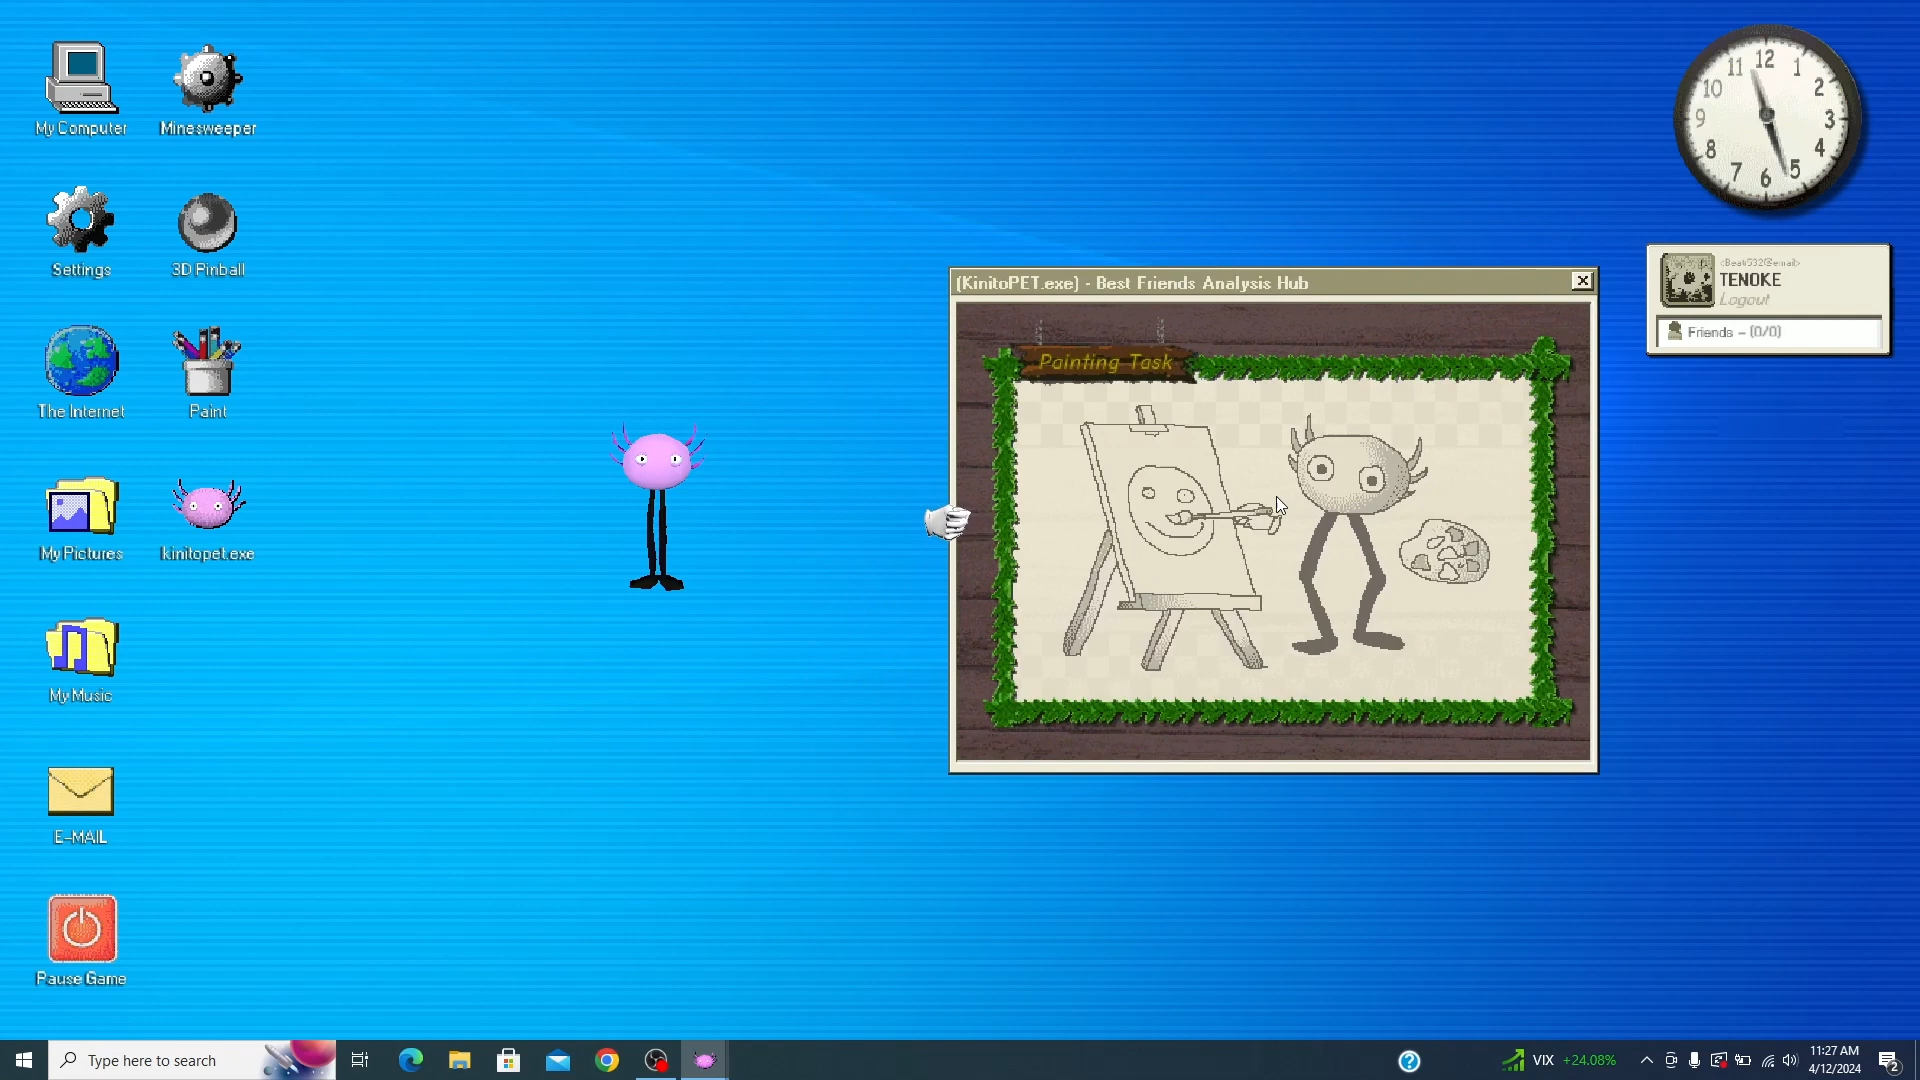 My Computer
Minesweeper
Settings
3D Pinball
The Internet
Paint
My Pictures
kinitopet.exe
My Music
E-MAIL
Pause Game
(KinitoPET.exe) - Best Friends Analysis Hub
Painting Task
12
1
2
3
4
5
6
7
8
9
10
11
TENOKE
Logout
Friends - (0/0)
Type here to search
VIX +24.08%
11:27 AM
4/12/2024
2